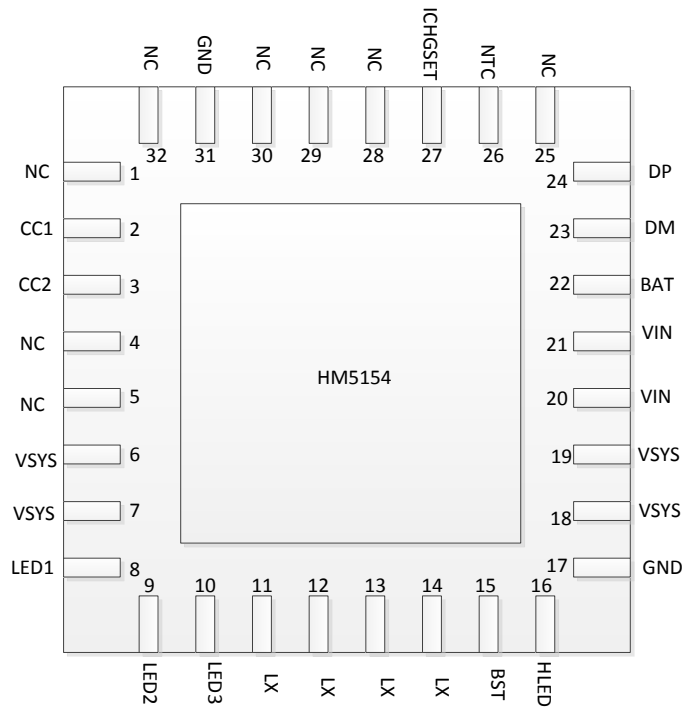 NC GND NC NC NC ICHGSET NTC NC
32 31 30 29 28 27 26 25
NC 1 24 DP
CC1 2 23 DM
CC2 3 22 BAT
NC 4 21 VIN
HM5154
NC 5 20 VIN
VSYS 6 19 VSYS
VSYS 7 18 VSYS
LED1 8 17 GND
9 10 11 12 13 14 15 16
LED2 LED3 LX LX LX LX BST HLED